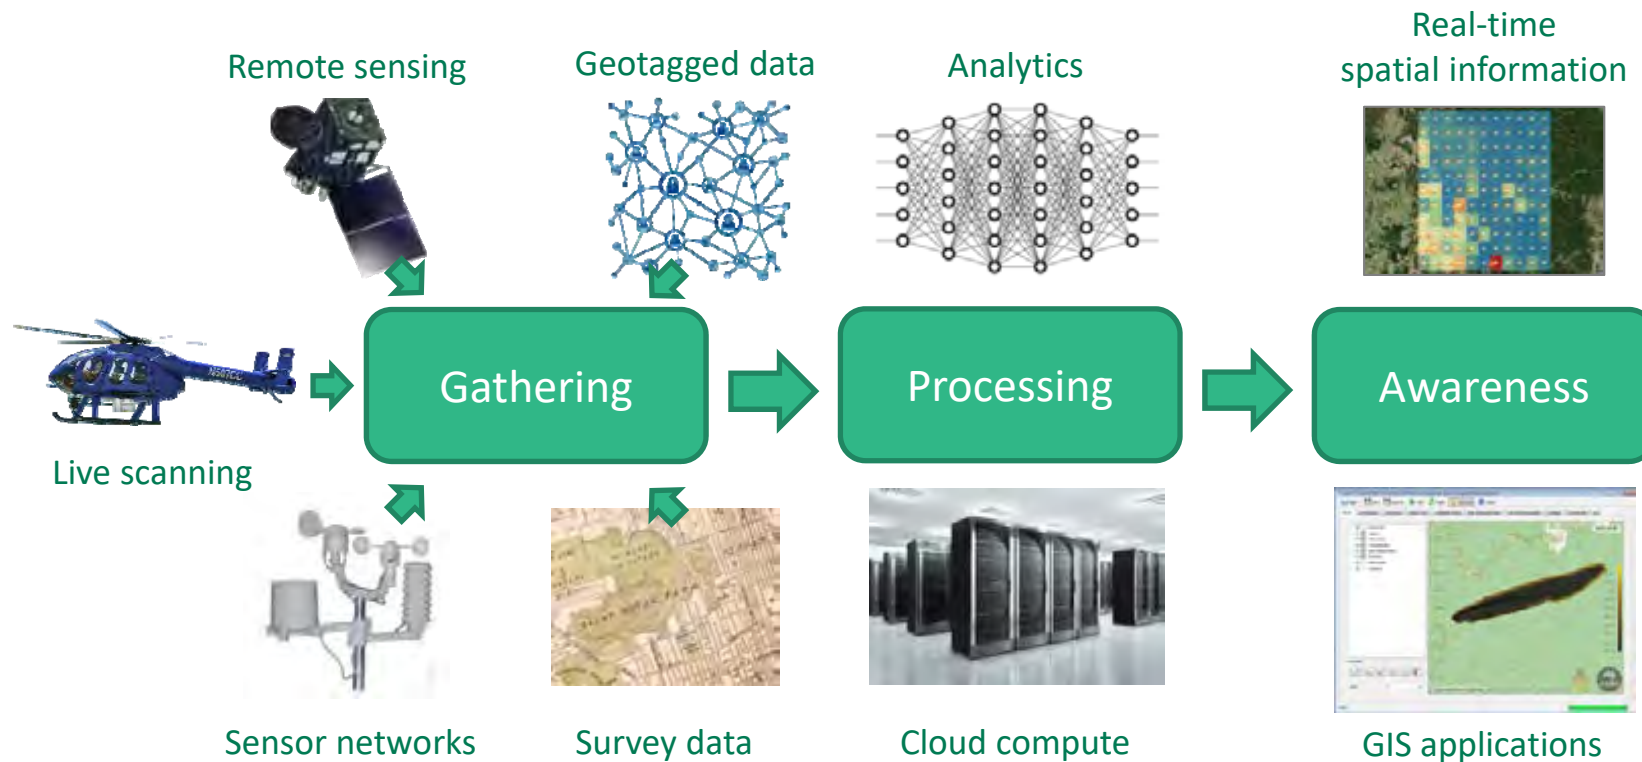 Real-time
spatial information
Remote sensing
Geotagged data
Analytics
N587CC
Gathering
Processing
Awareness
Live scanning
Sensor networks
Survey data
Cloud compute
GIS applications